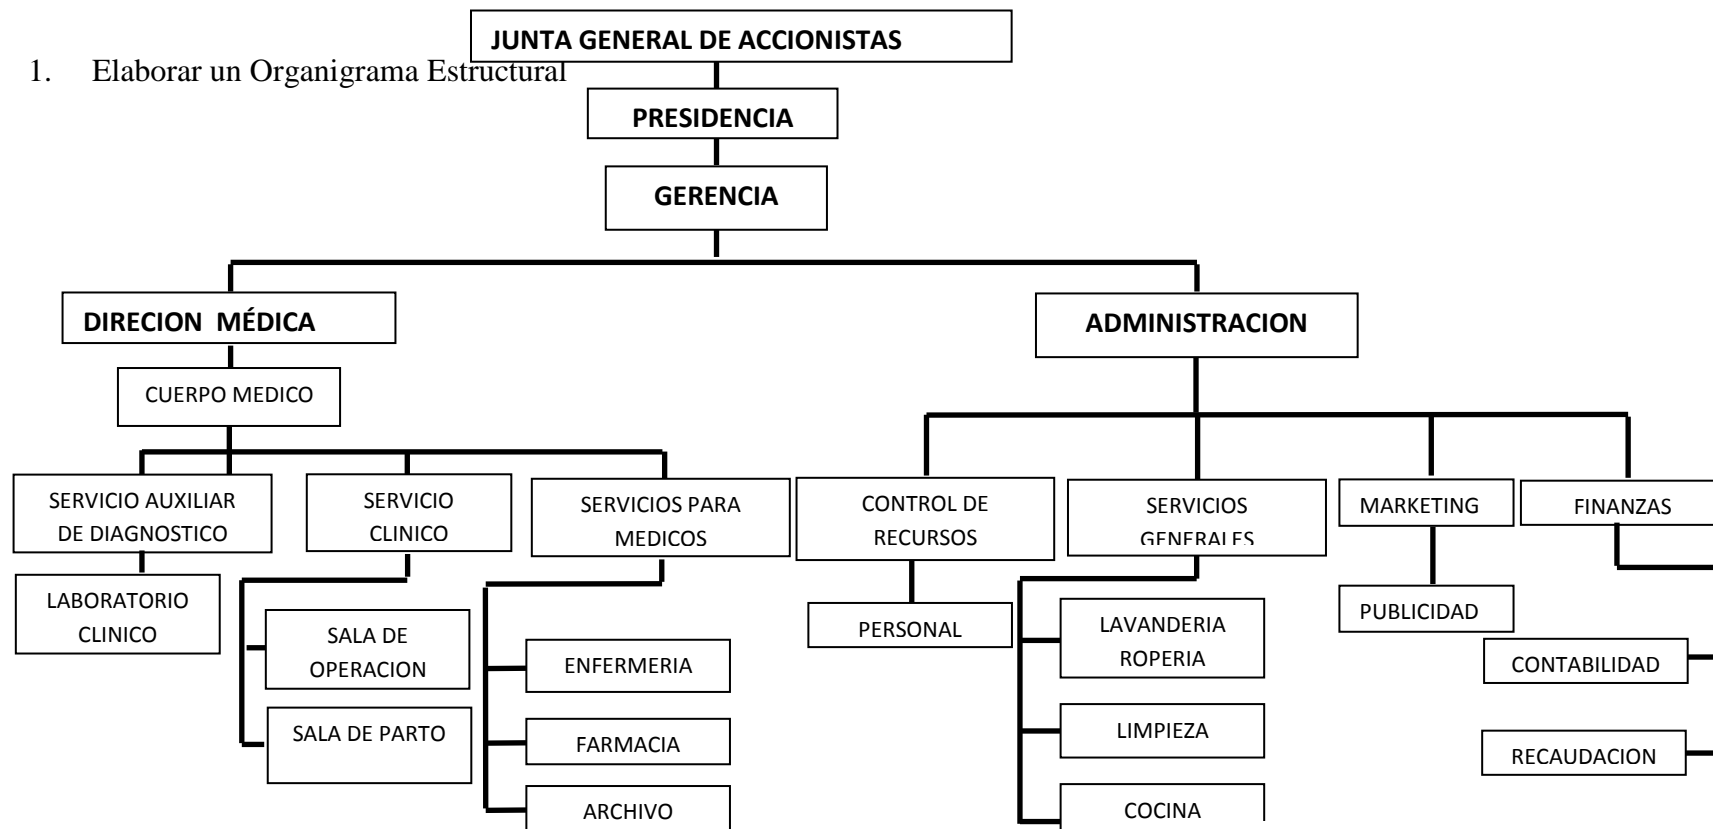 JUNTA GENERAL DE ACCIONISTAS
1. Elaborar un Organigrama Estructural
PRESIDENCIA
GERENCIA
DIRECION MÉDICA
ADMINISTRACION
CUERPO MEDICO
SERVICIO AUXILIAR
DE DIAGNOSTICO
SERVICIO
CLINICO
SERVICIOS PARA
MEDICOS
CONTROL DE
RECURSOS
SERVICIOS
GENERALES
MARKETING
FINANZAS
LABORATORIO
CLINICO
SALA DE
OPERACION
SALA DE PARTO
ENFERMERIA
FARMACIA
ARCHIVO
PERSONAL
LAVANDERIA
ROPERIA
LIMPIEZA
COCINA
PUBLICIDAD
CONTABILIDAD
RECAUDACION